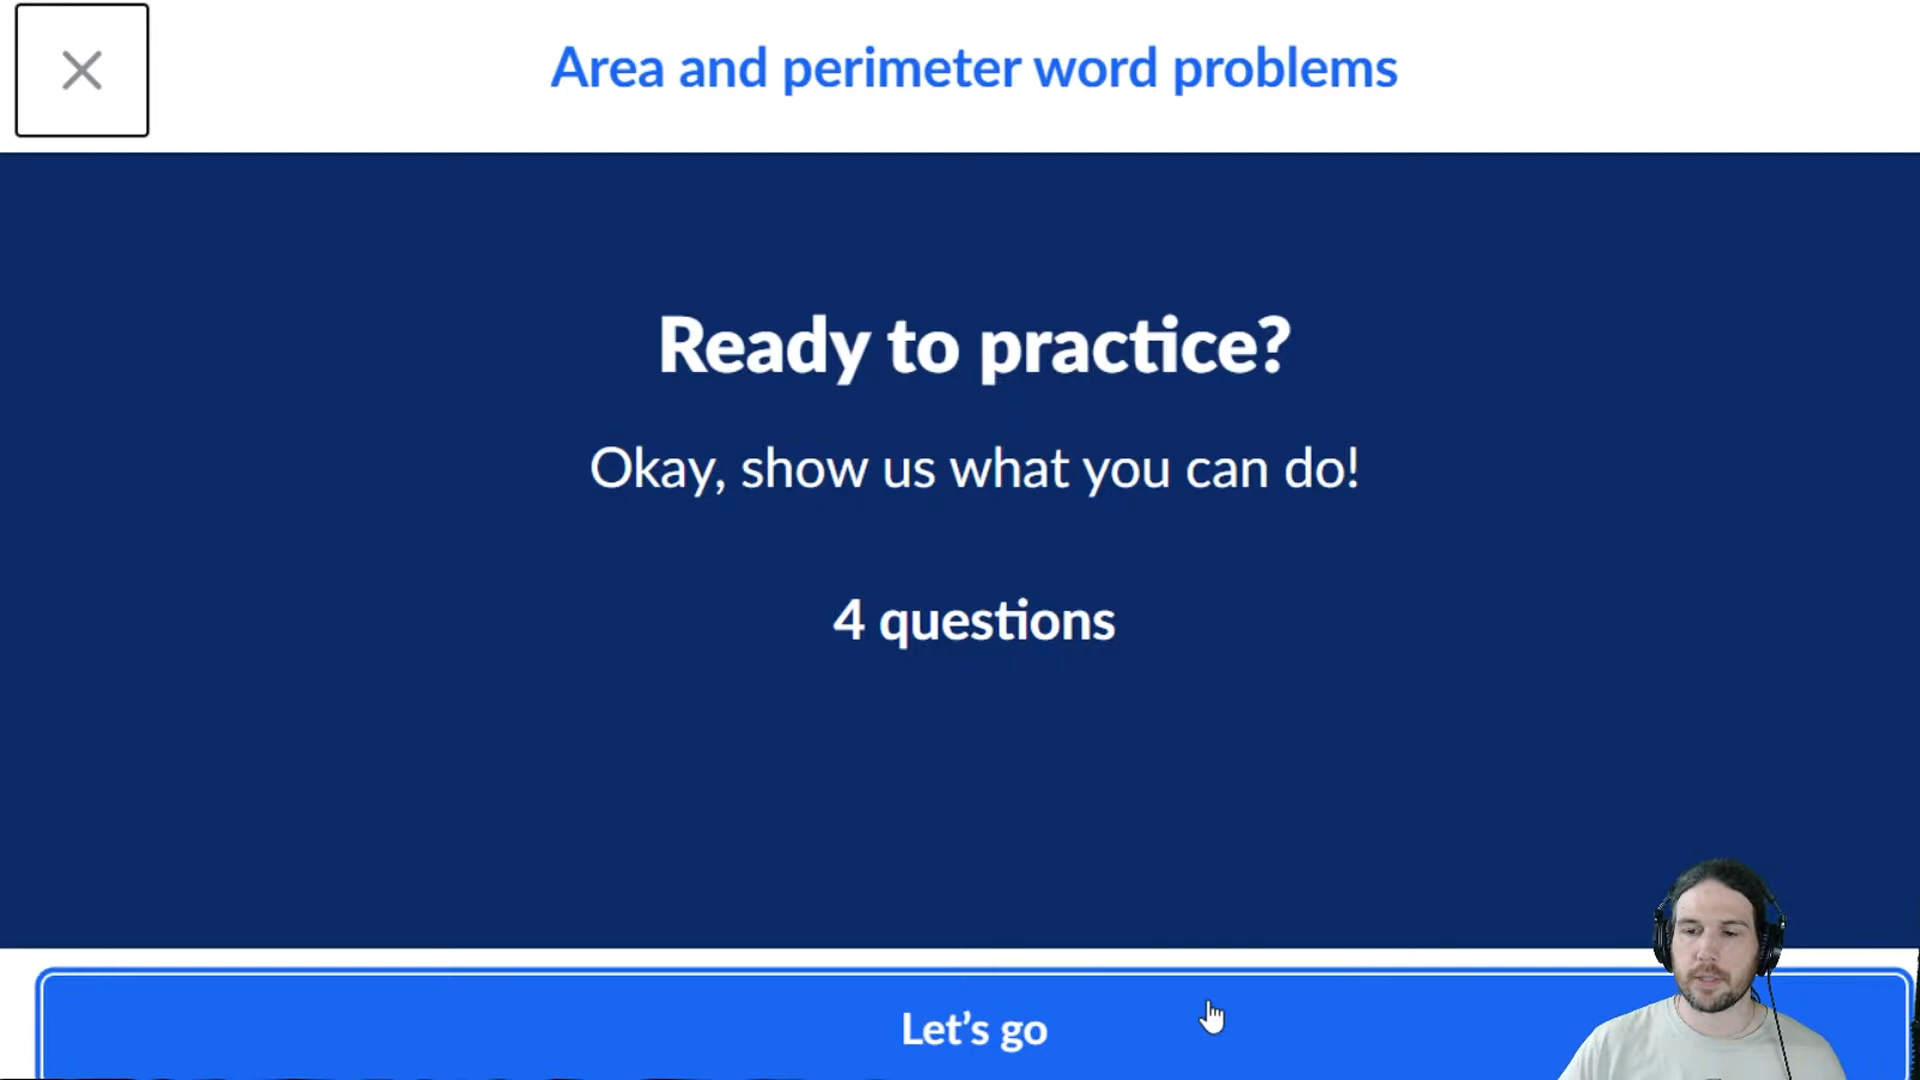 Area and perimeter word problems
Ready to practice?
Okay, show us what you can do!
4 questions
Let’s go